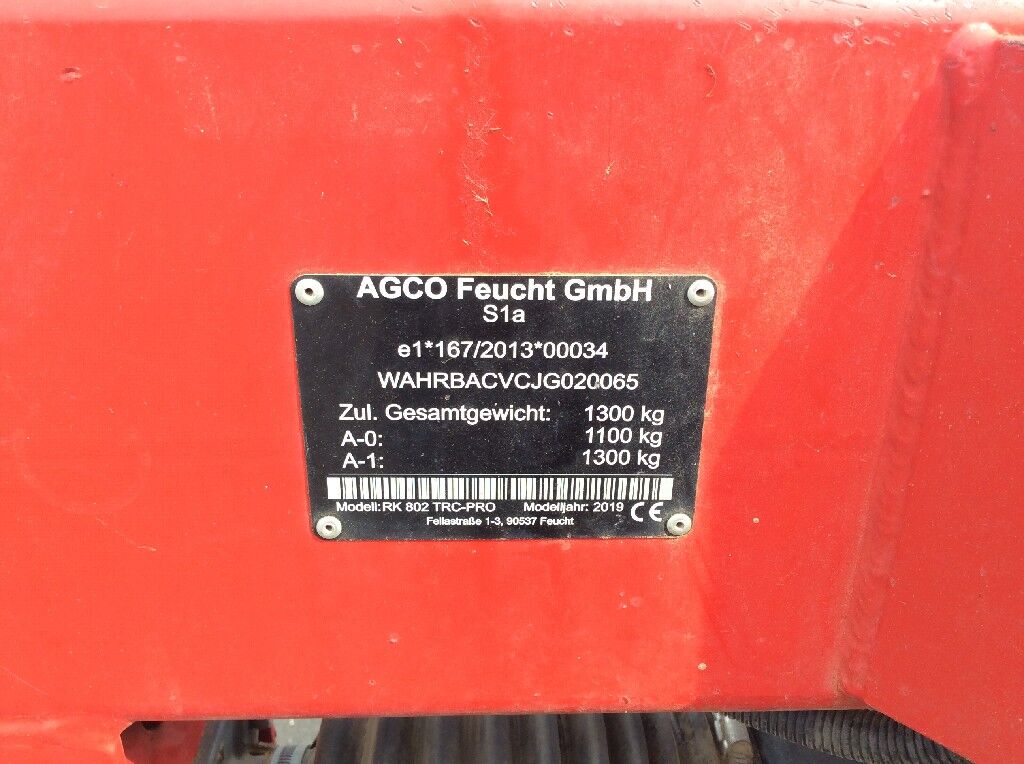 AGCO Feucht GmbH
S1a
e1*167/2013*00034
WAHRBACVCJG020065
Zul. Gesamtgewicht: 1300 kg
A-0: 1100 kg
A-1: 1300 kg
Modell: RK 802 TRC-PRO Modelljahr: 2019 CE
Fellastraße 1-3, 90537 Feucht